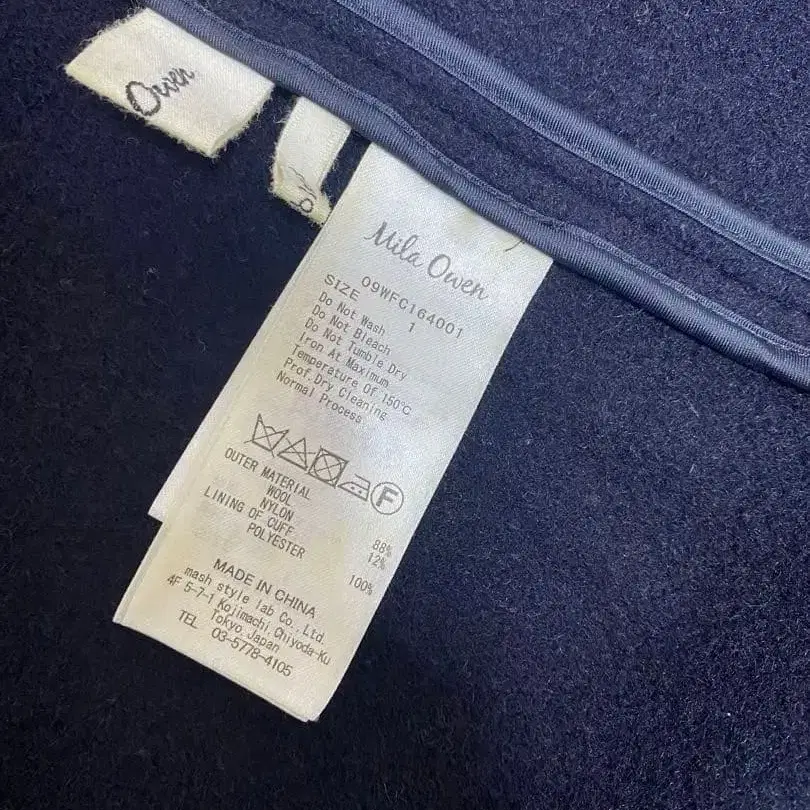 Owen
Mila Owen
09WFC164001
SIZE 1
Do Not Wash
Do Not Bleach
Do Not Tumble Dry
Iron At Maximum
Temperature Of 150℃
Prof.Dry Cleaning
Normal Process
F
OUTER MATERIAL
WOOL 88%
NYLON 12%
LINING OF CUFF
POLYESTER 100%
MADE IN CHINA
mash style lab Co.,Ltd.
4F 5-7-1 Kojimachi,Chiyoda-Ku
Tokyo,Japan
TEL 03-5778-4105